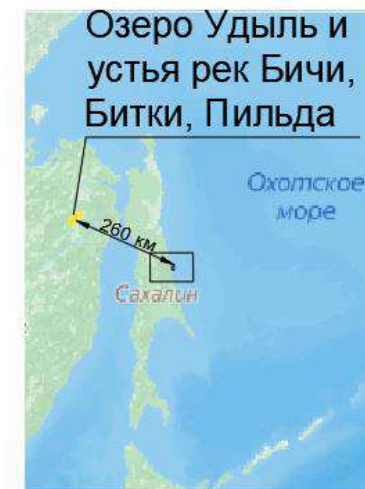 Озеро Удыль и
устья рек Бичи,
Битки, Пильда
Охотское
море
260 км
Сахалин